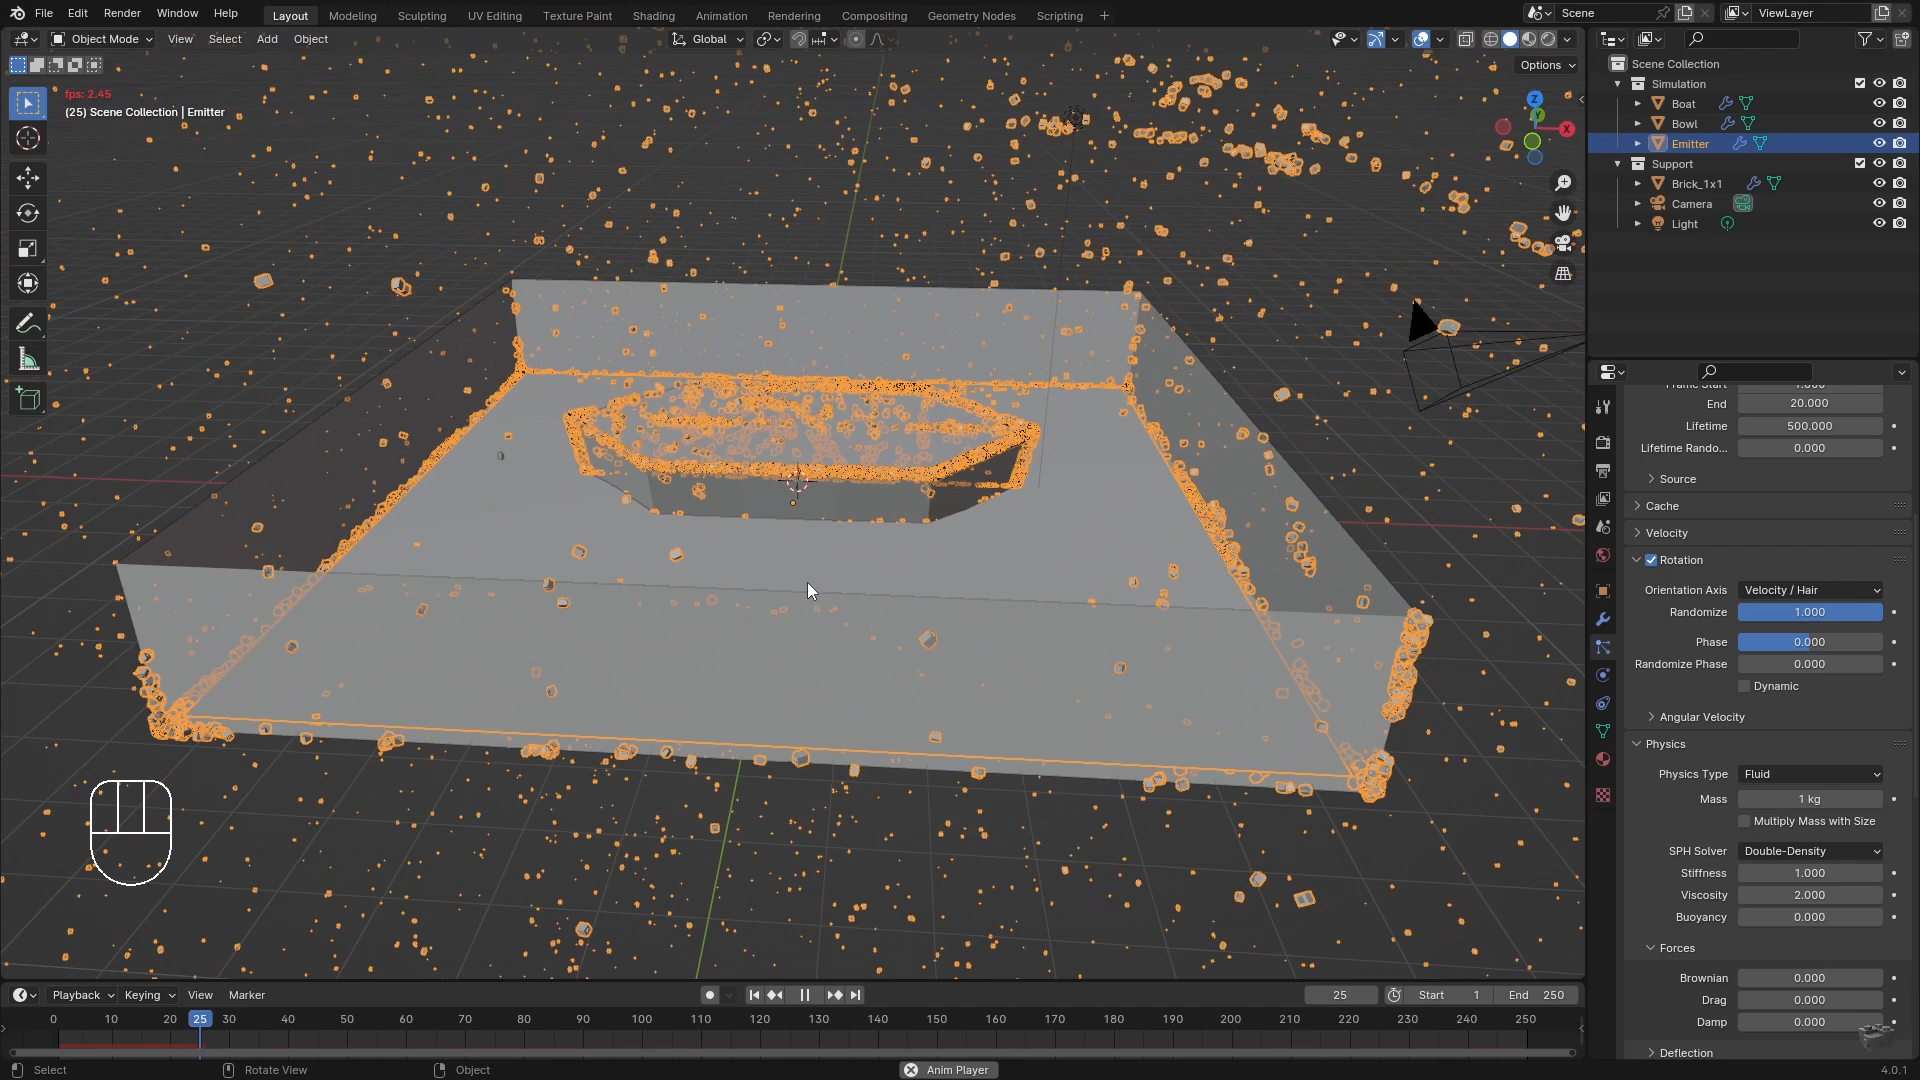 File Edit Render Window Help Layout Modeling Sculpting UV Editing Texture Paint Shading Animation Rendering Compositing Geometry Nodes Scripting + Scene ViewLayer
Object Mode View Select Add Object Global
Options
fps: 2.45
(25) Scene Collection | Emitter
Z
Y
X
Scene Collection
Simulation
Boat
Bowl
Emitter
Support
Brick_1x1
Camera
Light
End 20.000
Lifetime 500.000
Lifetime Rando... 0.000
Source
Cache
Velocity
Rotation
Orientation Axis Velocity / Hair
Randomize 1.000
Phase 0.000
Randomize Phase 0.000
Dynamic
Angular Velocity
Physics
Physics Type Fluid
Mass 1 kg
Multiply Mass with Size
SPH Solver Double-Density
Stiffness 1.000
Viscosity 2.000
Buoyancy 0.000
Forces
Brownian 0.000
Drag 0.000
Damp 0.000
Deflection
Playback Keying View Marker 25 Start 1 End 250
0 10 20 25 30 40 50 60 70 80 90 100 110 120 130 140 150 160 170 180 190 200 210 220 230 240 250
Select Rotate View Object Anim Player 4.0.1